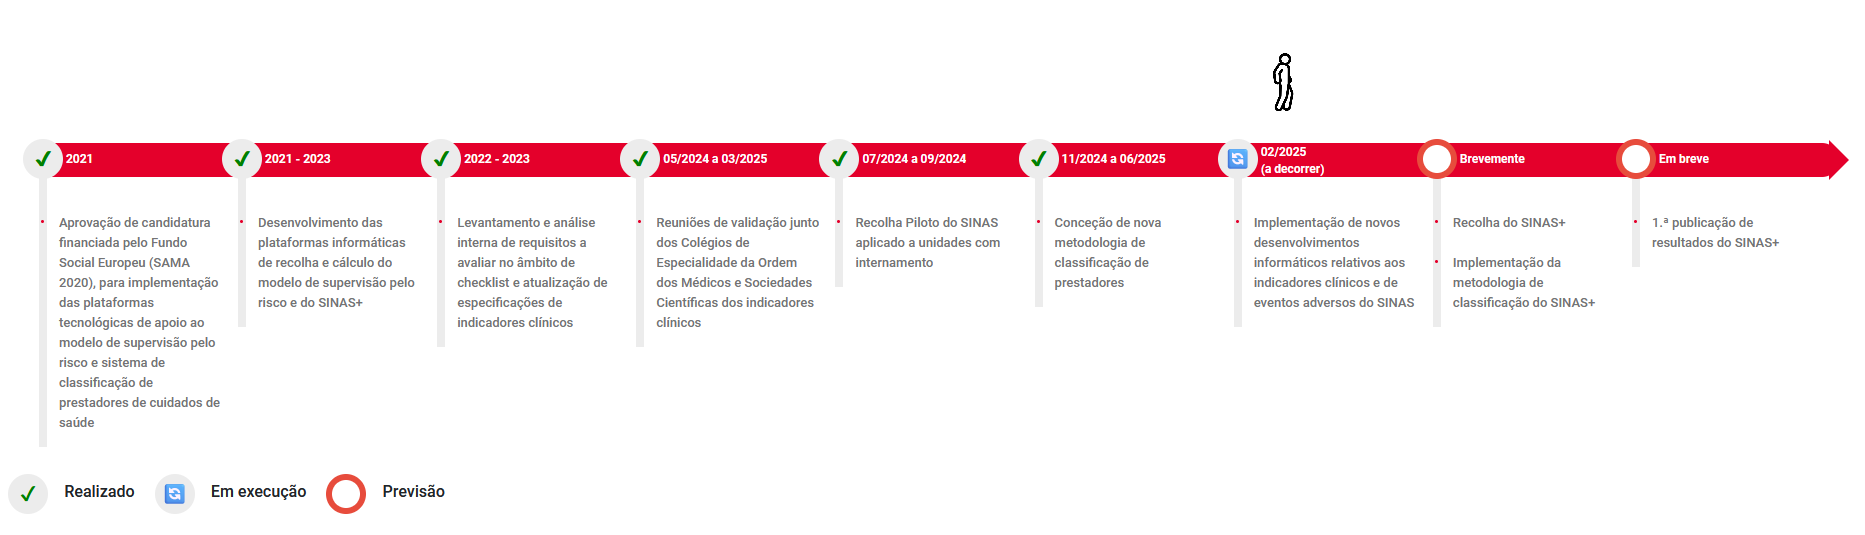 2021
Aprovação de candidatura
financiada pelo Fundo
Social Europeu (SAMA
2020), para implementação
das plataformas
tecnológicas de apoio ao
modelo de supervisão pelo
risco e sistema de
classificação de
prestadores de cuidados de
saúde
2021 - 2023
Desenvolvimento das
plataformas informáticas
de recolha e cálculo do
modelo de supervisão pelo
risco e do SINAS+
2022 - 2023
Levantamento e análise
interna de requisitos a
avaliar no âmbito de
checklist e atualização de
especificações de
indicadores clínicos
05/2024 a 03/2025
Reuniões de validação junto
dos Colégios de
Especialidade da Ordem
dos Médicos e Sociedades
Científicas dos indicadores
clínicos
07/2024 a 09/2024
Recolha Piloto do SINAS
aplicado a unidades com
internamento
11/2024 a 06/2025
Conceção de nova
metodologia de
classificação de
prestadores
02/2025
(a decorrer)
Implementação de novos
desenvolvimentos
informáticos relativos aos
indicadores clínicos e de
eventos adversos do SINAS
Brevemente
Recolha do SINAS+
Implementação da
metodologia de
classificação do SINAS+
Em breve
1.ª publicação de
resultados do SINAS+
Realizado
Em execução
Previsão